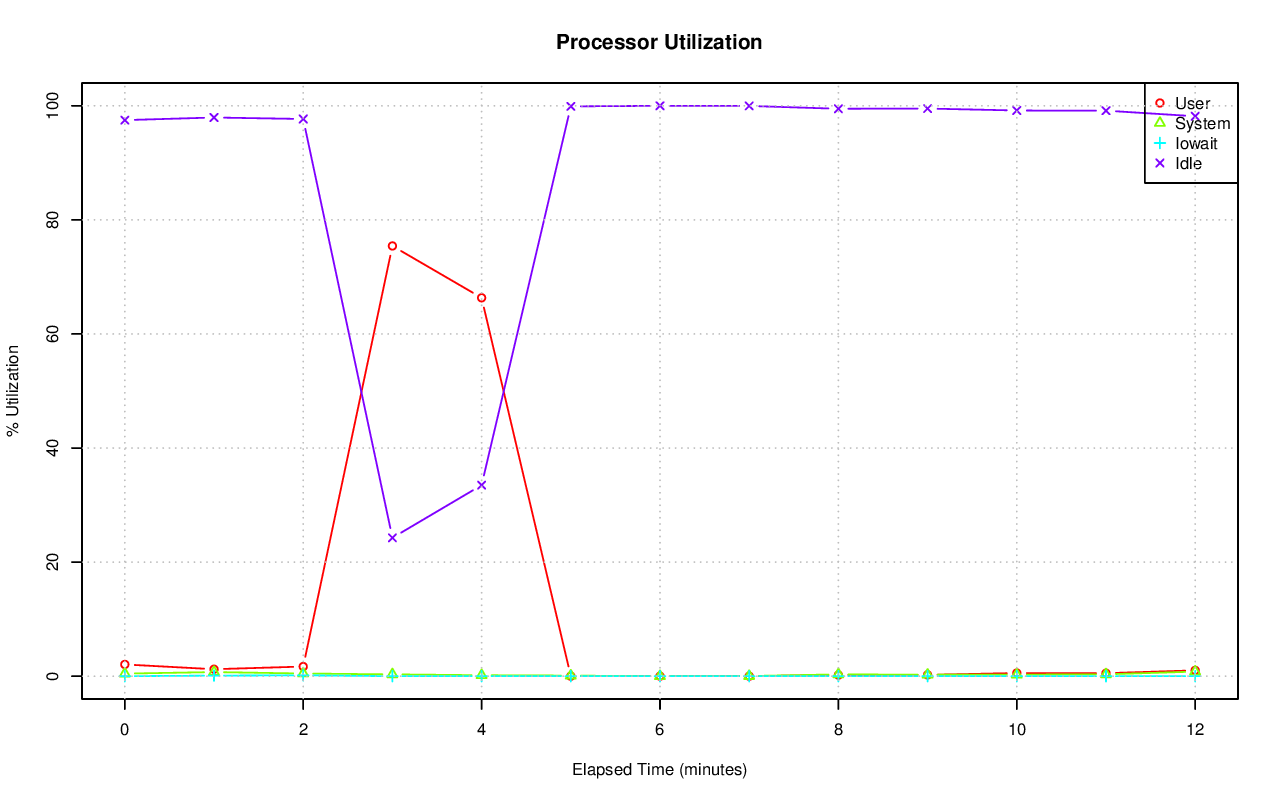 Processor Utilization
User
System
Iowait
Idle
% Utilization
100
80
60
40
20
0
0 2 4 6 8 10 12
Elapsed Time (minutes)